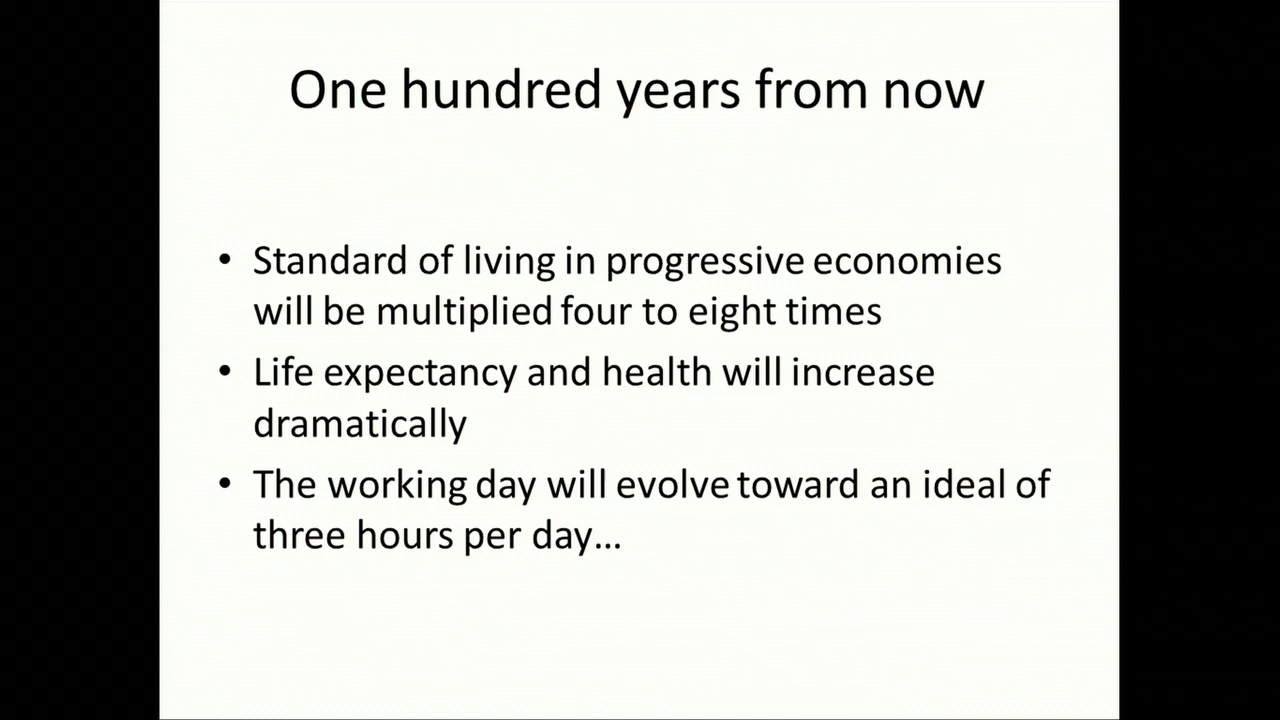 One hundred years from now
• Standard of living in progressive economies
will be multiplied four to eight times
• Life expectancy and health will increase
dramatically
• The working day will evolve toward an ideal of
three hours per day...